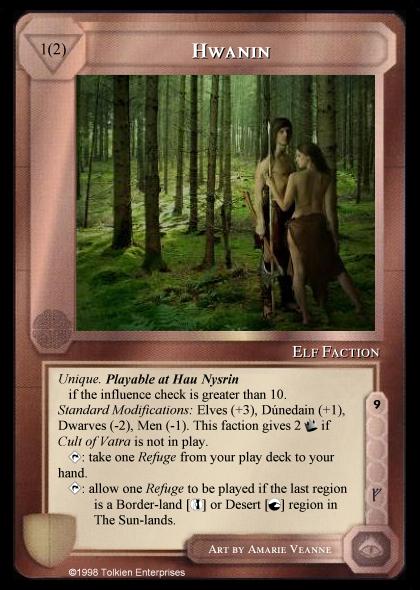 1(2)
HWANIN
ELF FACTION
Unique. Playable at Hau Nysrin
if the influence check is greater than 10.
Standard Modifications: Elves (+3), Dúnedain (+1),
Dwarves (-2), Men (-1). This faction gives 2 if
Cult of Vatra is not in play.
: take one Refuge from your play deck to your
hand.
: allow one Refuge to be played if the last region
is a Border-land [ ] or Desert [ ] region in
The Sun-lands.
9
ART BY AMARIE VEANNE
©1998 Tolkien Enterprises